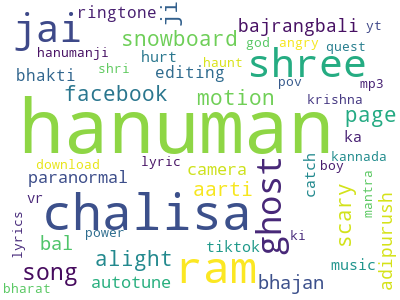 jai
ji
ringtone
bajrangbali
yt
hanumanji
snowboard
god
angry
quest
shri
hurt
shree
bhakti
editing
haunt
pov
mp3
facebook
motion
krishna
page
hanuman
ka
download
lyric
camera
catch
kannada
paranormal
aarti
boy
vr
chalisa
ghost
scary
mantra
adipurush
lyrics
bal
power
alight
ram
ki
tiktok
music
song
autotune
bhajan
bharat